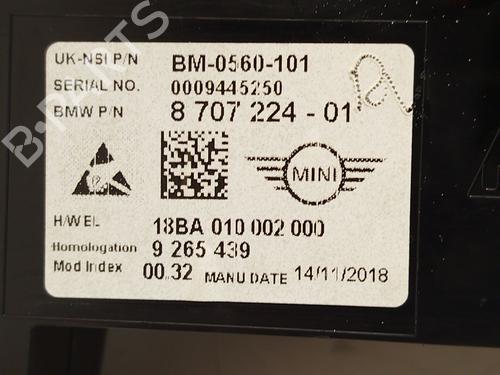 UK-NSI P/N BM-0560-101
SERIAL NO. 0009445250
BMW P/N 8 707 224 - 01
MINI
H/W EL 18BA 010 002 000
Homologation 9 265 439
Mod Index 00.32 MANU DATE 14/11/2018
B-PARTS